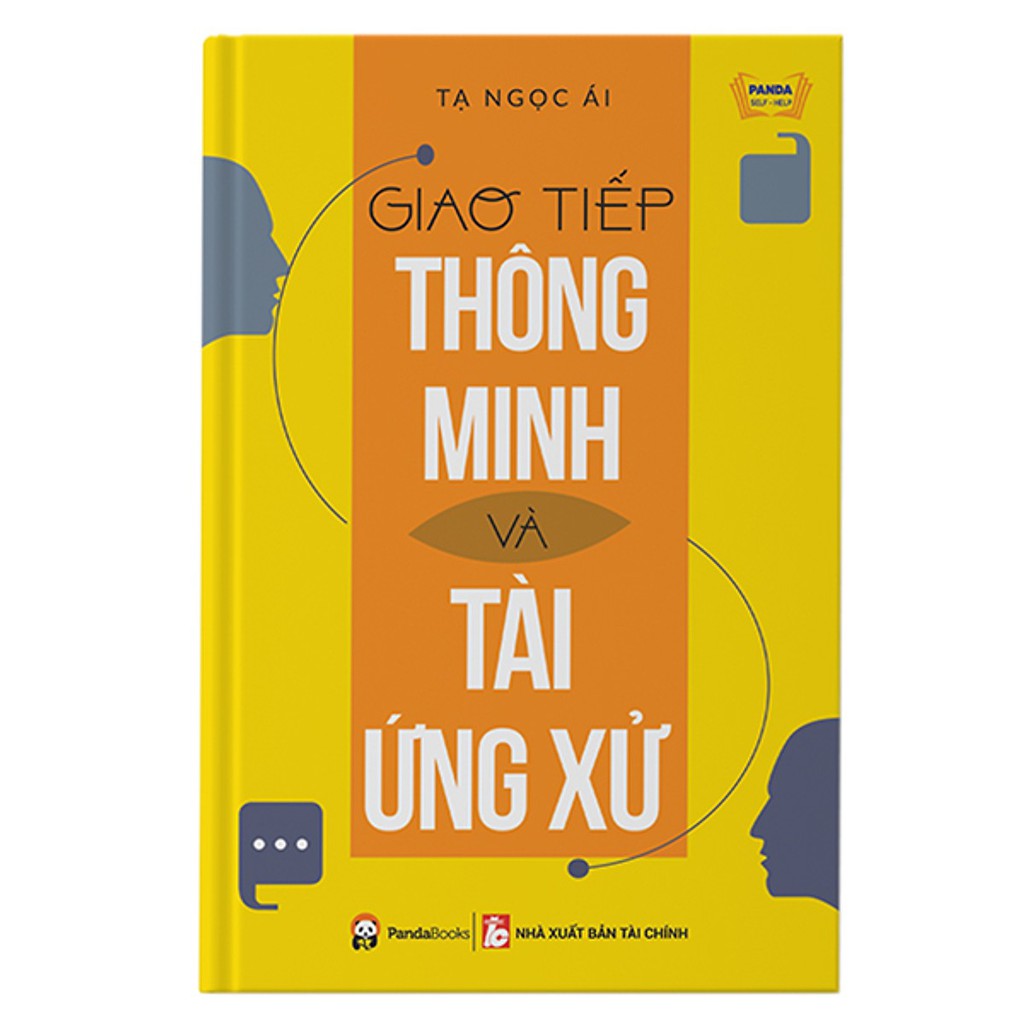 TẠ NGỌC ÁI
PANDA
SELF - HELP
GIAO TIẾP
THÔNG
MINH
VÀ
TÀI
ỨNG XỬ
PandaBooks
NHÀ XUẤT BẢN TÀI CHÍNH